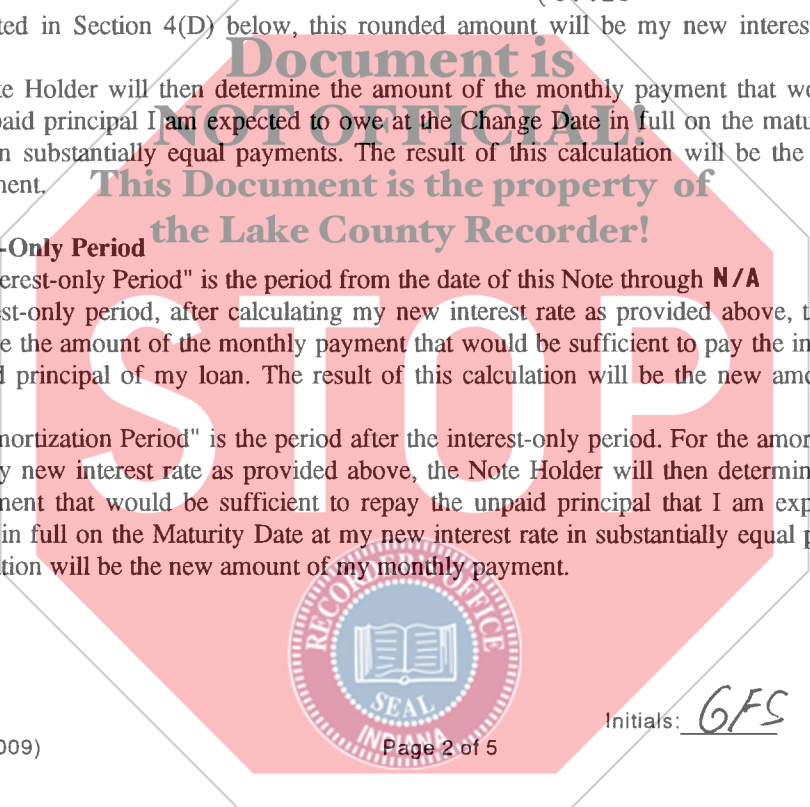 ted in Section 4(D) below, this rounded amount will be my new interes
Document is
te Holder will then determine the amount of the monthly payment that wo
paid principal I am expected to owe at the Change Date in full on the matu
NOT OFFICIAL!
n substantially equal payments. The result of this calculation will be the
ment.
This Document is the property of
the Lake County Recorder!
-Only Period
erest-only Period" is the period from the date of this Note through N/A
est-only period, after calculating my new interest rate as provided above, t
e the amount of the monthly payment that would be sufficient to pay the in
d principal of my loan. The result of this calculation will be the new amo
STOP
mortization Period" is the period after the interest-only period. For the amor
y new interest rate as provided above, the Note Holder will then determin
ment that would be sufficient to repay the unpaid principal that I am exp
in full on the Maturity Date at my new interest rate in substantially equal p
tion will be the new amount of my monthly payment.
RECORDER'S OFFICE
SEAL
INDIANA
Initials: GFS
009)
Page 2 of 5